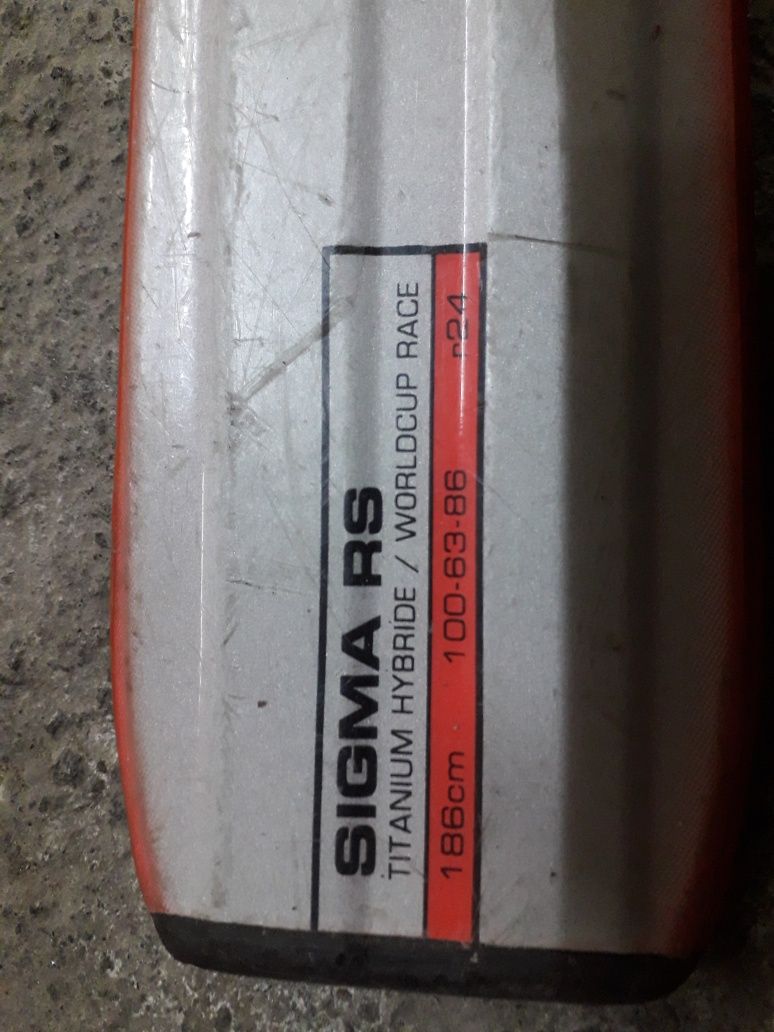 SIGMA RS
TITANIUM HYBRIDE / WORLDCUP RACE
186cm 100-63-86 r24